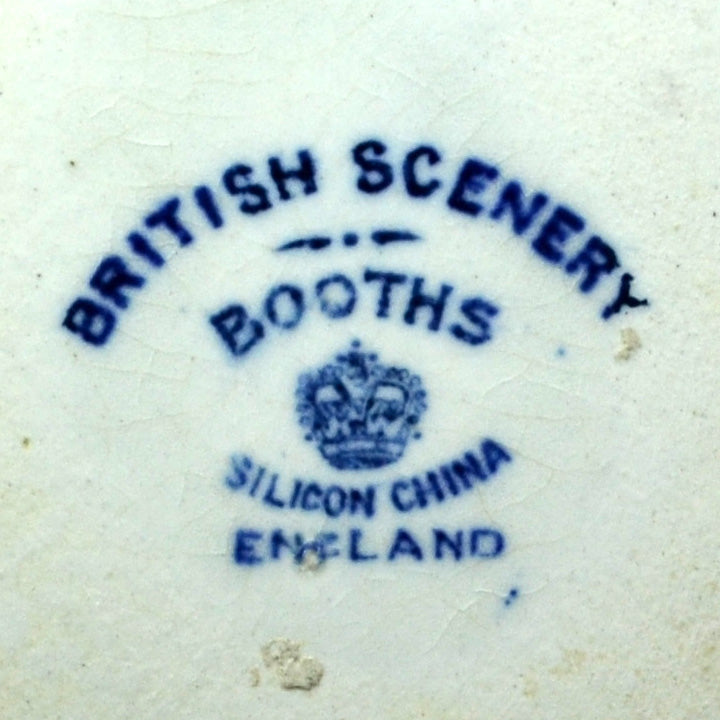 BRITISH SCENERY
BOOTHS
SILICON CHINA
ENGLAND